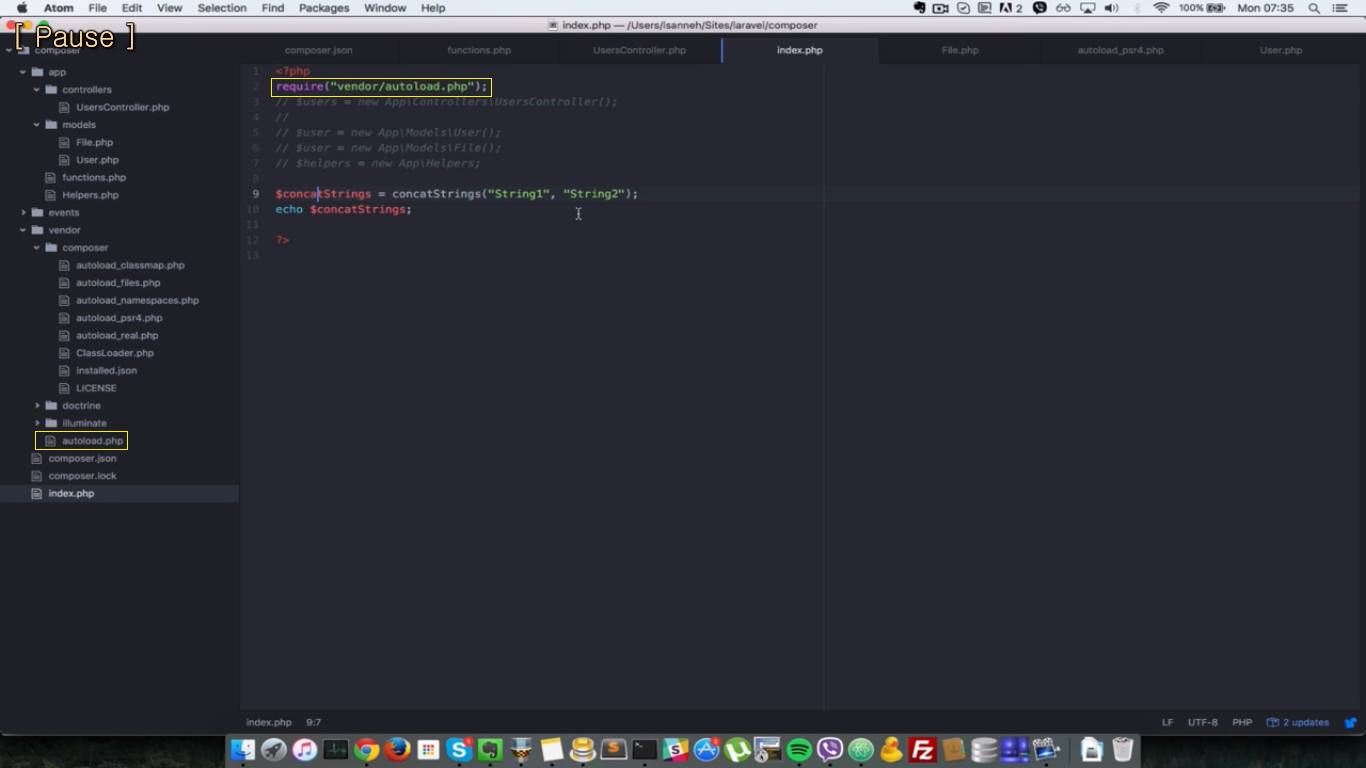 Atom File Edit View Selection Find Packages Window Help
2 100% Mon 07:35
[ Pause ]
index.php — /Users/lsanneh/Sites/laravel/composer
composer
composer.json functions.php UsersController.php index.php File.php autoload_psr4.php User.php
app
controllers
UsersController.php
models
File.php
User.php
functions.php
Helpers.php
events
vendor
composer
autoload_classmap.php
autoload_files.php
autoload_namespaces.php
autoload_psr4.php
autoload_real.php
ClassLoader.php
installed.json
LICENSE
doctrine
illuminate
autoload.php
composer.json
composer.lock
index.php
1 <?php
2 require("vendor/autoload.php");
3 // $users = new App\Controllers\UsersController();
4 //
5 // $user = new App\Models\User();
6 // $user = new App\Models\File();
7 // $helpers = new App\Helpers;
8
9 $concatStrings = concatStrings("String1", "String2");
10 echo $concatStrings;
11
12 ?>
13
index.php 9:7 LF UTF-8 PHP 2 updates